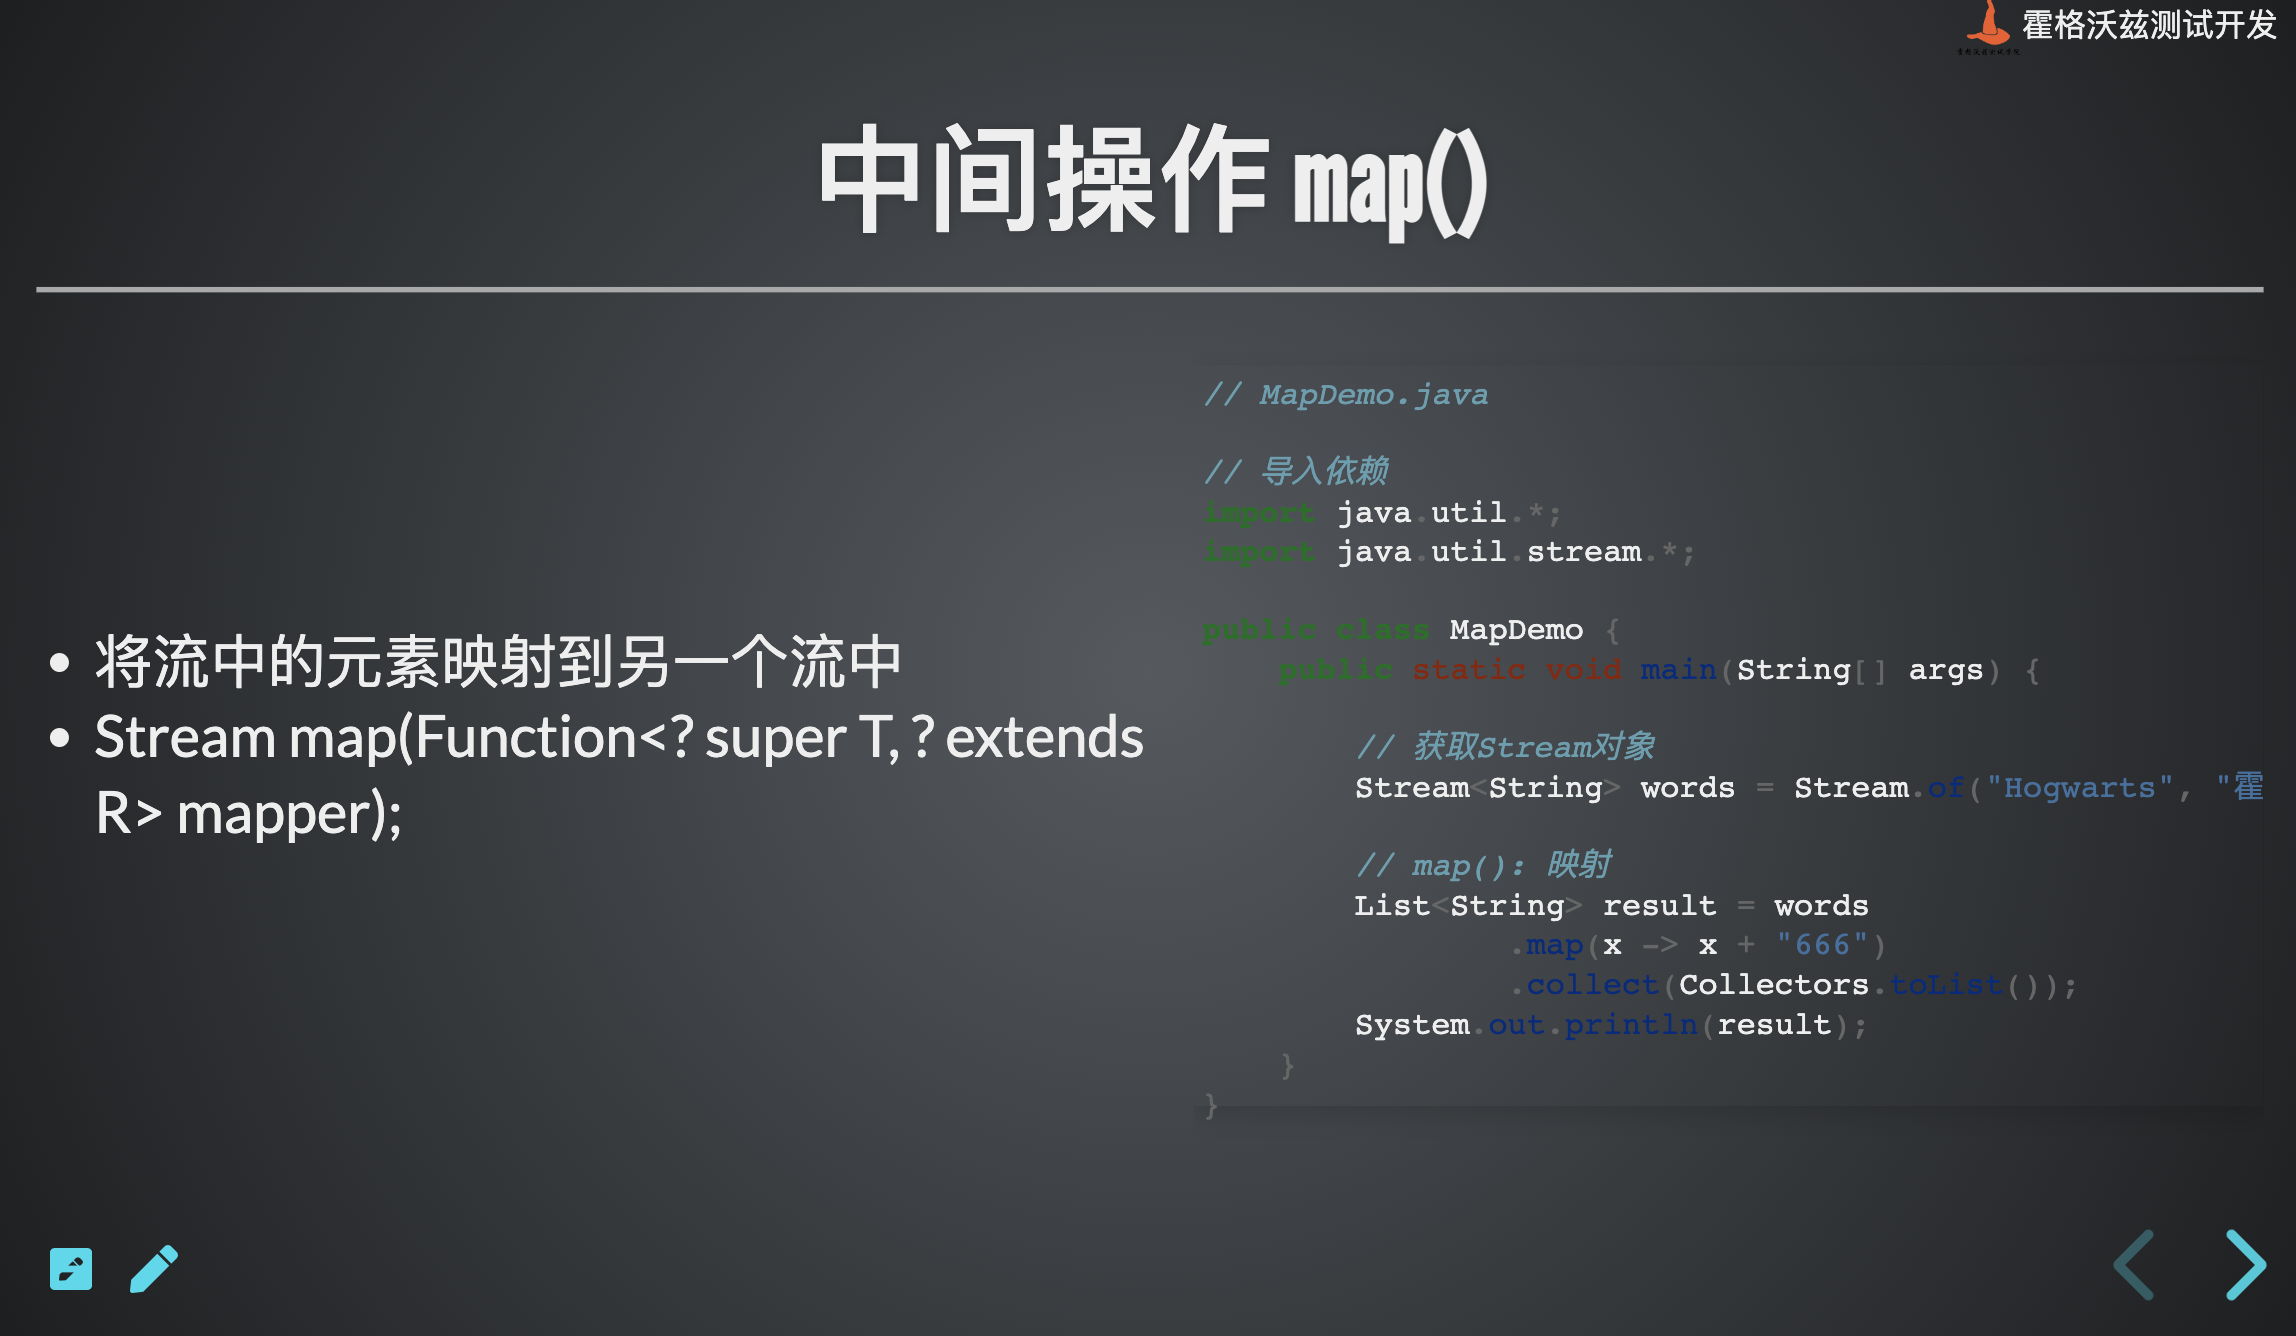 霍格沃兹测试开发
中间操作 map()
• 将流中的元素映射到另一个流中
• Stream map(Function<? super T, ? extends
R> mapper);
// MapDemo.java
// 导入依赖
import java.util.*;
import java.util.stream.*;
public class MapDemo {
    public static void main(String[] args) {
        // 获取Stream对象
        Stream<String> words = Stream.of("Hogwarts", "霍
        // map(): 映射
        List<String> result = words
                .map(x -> x + "666")
                .collect(Collectors.toList());
        System.out.println(result);
    }
}